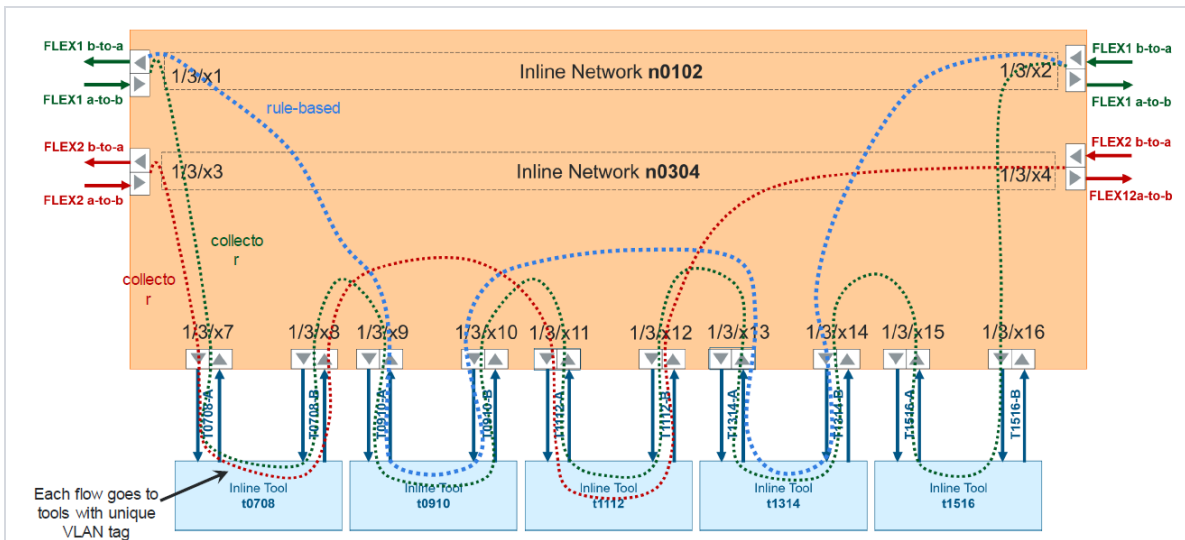 FLEX1 b-to-a
FLEX1 a-to-b
1/3/x1
Inline Network n0102
1/3/x2
FLEX1 b-to-a
FLEX1 a-to-b
rule-based
FLEX2 b-to-a
FLEX2 a-to-b
1/3/x3
Inline Network n0304
1/3/x4
FLEX2 b-to-a
FLEX12a-to-b
collecto
r
collecto
r
1/3/x7
1/3/x8
1/3/x9
1/3/x10
1/3/x11
1/3/x12
1/3/x13
1/3/x14
1/3/x15
1/3/x16
T0708-A
T0708-B
T0910-A
T0910-B
T1112-A
T1112-B
T1314-A
T1314-B
T1516-A
T1516-B
Inline Tool
t0708
Inline Tool
t0910
Inline Tool
t1112
Inline Tool
t1314
Inline Tool
t1516
Each flow goes to
tools with unique
VLAN tag